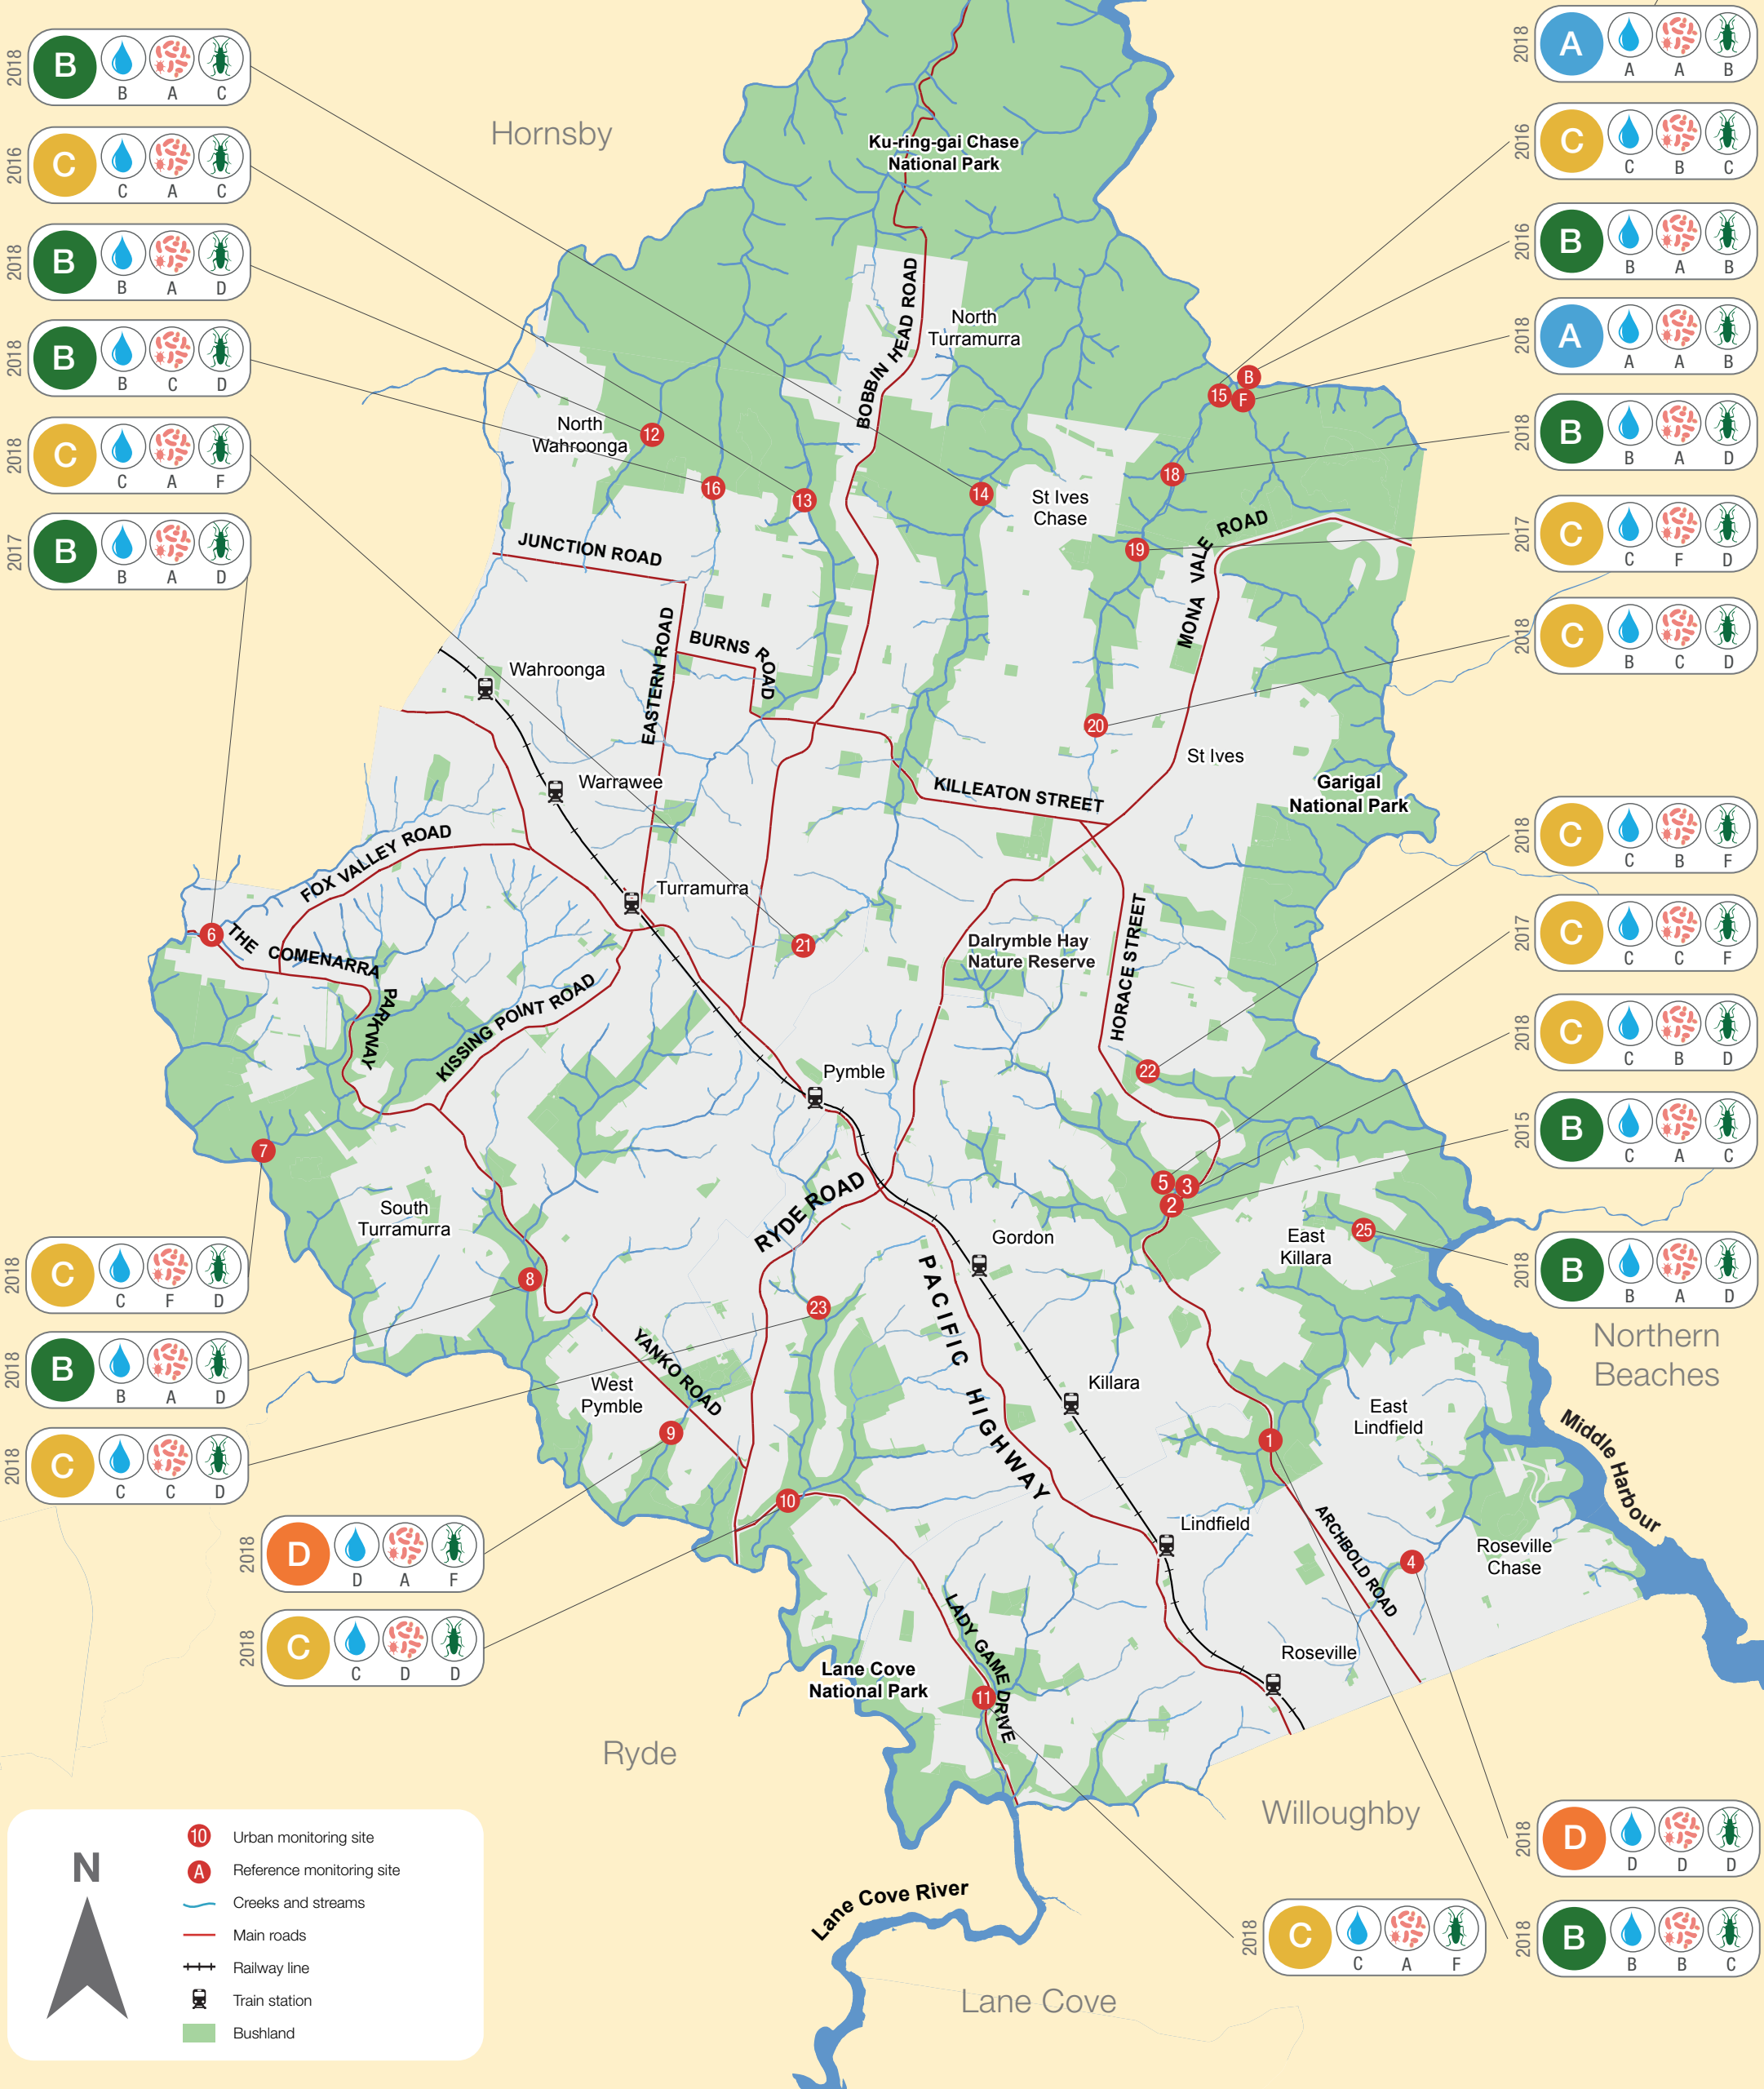 2018
B
B A C
2016
C
C A C
2018
B
B A D
2018
B
B C D
2018
C
C A F
2017
B
B A D
2018
A
A A B
2016
C
C B C
2016
B
B A B
2018
A
A A B
2018
B
B A D
2017
C
C F D
2018
C
B C D
2018
C
C B F
2017
C
C C F
2018
C
C B D
2015
B
C A C
2018
B
B A D
Hornsby
Ku-ring-gai Chase
National Park
BOBBIN HEAD ROAD
North
Turramurra
B
15
F
North
Wahroonga
12
16
13
14
18
St Ives
Chase
19
MONA VALE ROAD
JUNCTION ROAD
EASTERN ROAD
BURNS ROAD
Wahroonga
20
St Ives
Warrawee
KILLEATON STREET
Garigal
National Park
FOX VALLEY ROAD
Turramurra
6
THE COMENARRA
PARKWAY
21
Dalrymble Hay
Nature Reserve
HORACE STREET
KISSING POINT ROAD
Pymble
22
7
5
3
2
South
Turramurra
RYDE ROAD
Gordon
East
Killara
25
8
23
PACIFIC HIGHWAY
YANKO ROAD
West
Pymble
9
Killara
East
Lindfield
1
Northern
Beaches
Middle Harbour
10
Lindfield
ARCHBOLD ROAD
4
Roseville
Chase
LADY GAME DRIVE
Lane Cove
National Park
11
Roseville
Ryde
Willoughby
Lane Cove River
Lane Cove
2018
C
C F D
2018
B
B A D
2018
C
C C D
2018
D
D A F
2018
C
C D D
2018
D
D D D
2018
C
C A F
2018
B
B B C
N
10 Urban monitoring site
A Reference monitoring site
Creeks and streams
Main roads
Railway line
Train station
Bushland